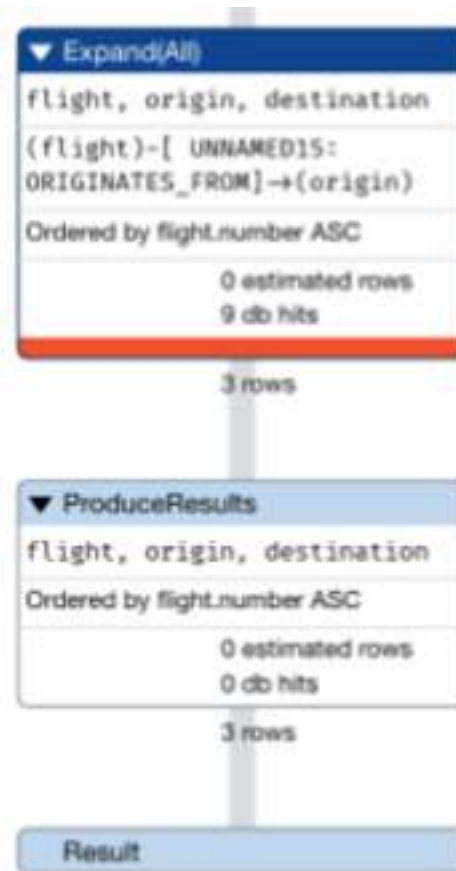 Expand(All)
flight, origin, destination
(flight)-[ UNNAMED15:
ORIGINATES_FROM]→(origin)
Ordered by flight.number ASC
0 estimated rows
9 db hits
3 rows
ProduceResults
flight, origin, destination
Ordered by flight.number ASC
0 estimated rows
0 db hits
3 rows
Result